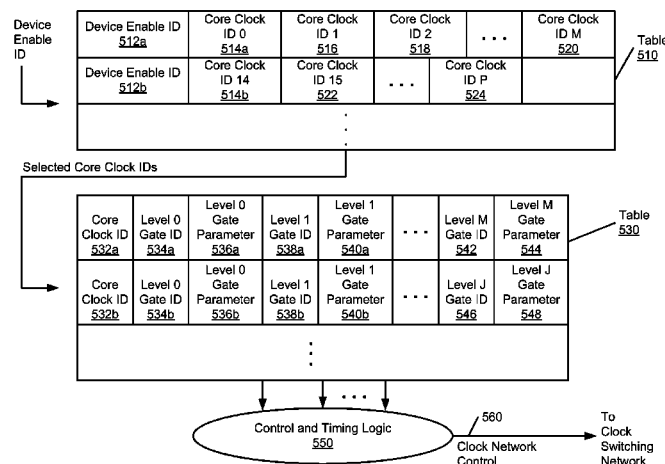 Device
Enable
ID
Device Enable ID
512a
Core Clock
ID 0
514a
Core Clock
ID 1
516
Core Clock
ID 2
518
. . .
Core Clock
ID M
520
Table
510
Device Enable ID
512b
Core Clock
ID 14
514b
Core Clock
ID 15
522
. . .
Core Clock
ID P
524
Selected Core Clock IDs
Core
Clock ID
532a
Level 0
Gate ID
534a
Level 0
Gate
Parameter
536a
Level 1
Gate ID
538a
Level 1
Gate
Parameter
540a
. . .
Level M
Gate ID
542
Level M
Gate
Parameter
544
Table
530
Core
Clock ID
532b
Level 0
Gate ID
534b
Level 0
Gate
Parameter
536b
Level 1
Gate ID
538b
Level 1
Gate
Parameter
540b
. . .
Level J
Gate ID
546
Level J
Gate
Parameter
548
. . .
Control and Timing Logic
550
560
Clock Network
Control
To
Clock
Switching
Network